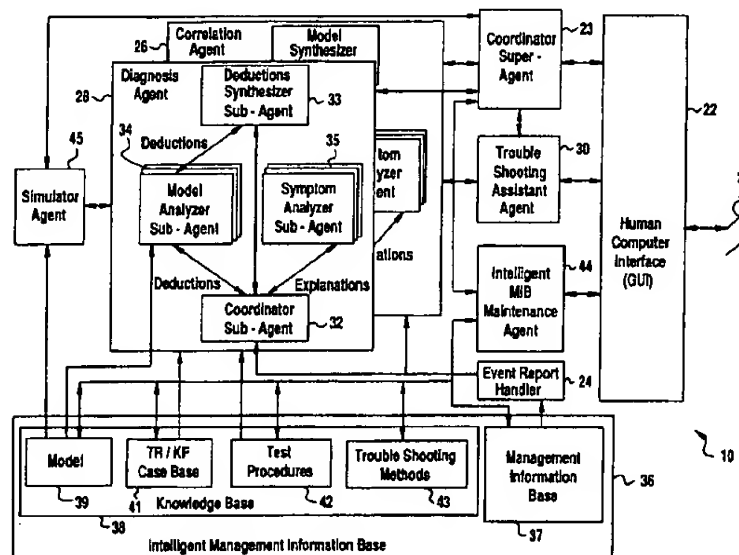 26
Correlation
Agent
Model
Synthesizer
23
Coordinator
Super-
Agent
28
Diagnosis
Agent
Deductions
Synthesizer
Sub - Agent
33
22
Deductions
34
35
45
Simulator
Agent
Model
Analyzer
Sub - Agent
Symptom
Analyzer
Sub - Agent
tom
yzer
ent
30
Trouble
Shooting
Assistant
Agent
Human
Computer
Interface
(GUI)
Deductions
Explanations
ations
44
Intelligent
MIB
Maintenance
Agent
Coordinator
Sub - Agent
32
Event Report
Handler
24
Model
39
TR / KF
Case Base
41
Test
Procedures
42
Trouble Shooting
Methods
43
Management
Information
Base
37
36
10
Knowledge Base
38
Intelligent Management Information Base